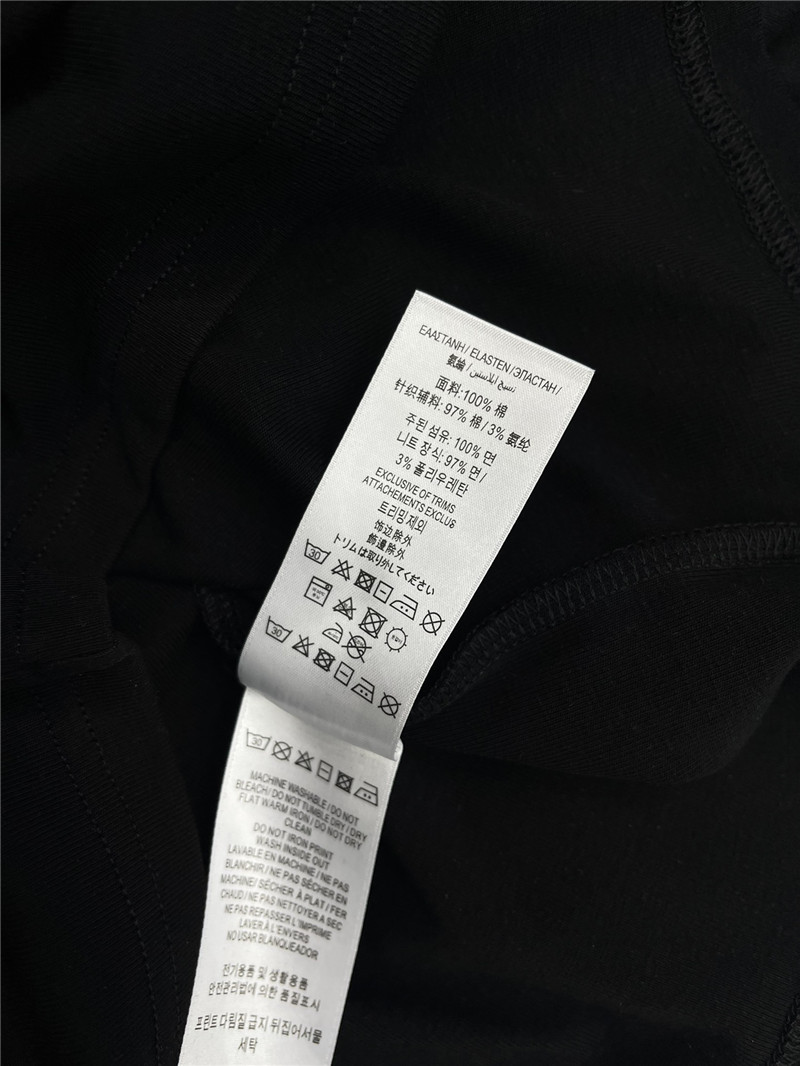 ΕΛΑΣΤΑΝΗ / ELASTEN /ЭЛАСТАН /
氨綸 / نسيج إيلاستين
面料:100% 棉
针织辅料: 97% 棉 / 3% 氨纶
주된 섬유: 100% 면
니트 장식: 97% 면 /
3% 폴리우레탄
EXCLUSIVE OF TRIMS
ATTACHEMENTS EXCLUS
트리밍제외
饰边除外
飾邊除外
トリムは取り外してください
30
30
30
MACHINE WASHABLE / DO NOT
BLEACH / DO NOT TUMBLE DRY / DRY
FLAT WARM IRON / DO NOT DRY
CLEAN
DO NOT IRON PRINT
WASH INSIDE OUT
LAVABLE EN MACHINE / NE PAS
BLANCHIR / NE PAS SÉCHER EN
MACHINE/ SÉCHER À PLAT / FER
CHAUD / NE PAS NETTOYER À SEC
NE PAS REPASSER L'IMPRIME
LAVER À L'ENVERS
NO USAR BLANQUEADOR
전기용품 및 생활용품
안전관리법에 의한 품질표시
프린트 다림질 금지 뒤집어서 물
세탁